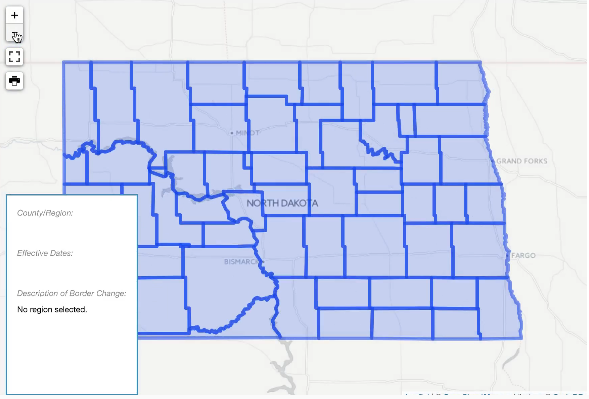 +
MINOT
GRAND FORKS
NORTH DAKOTA
County/Region:
Effective Dates:
FARGO
BISMARCK
Description of Border Change:
No region selected.